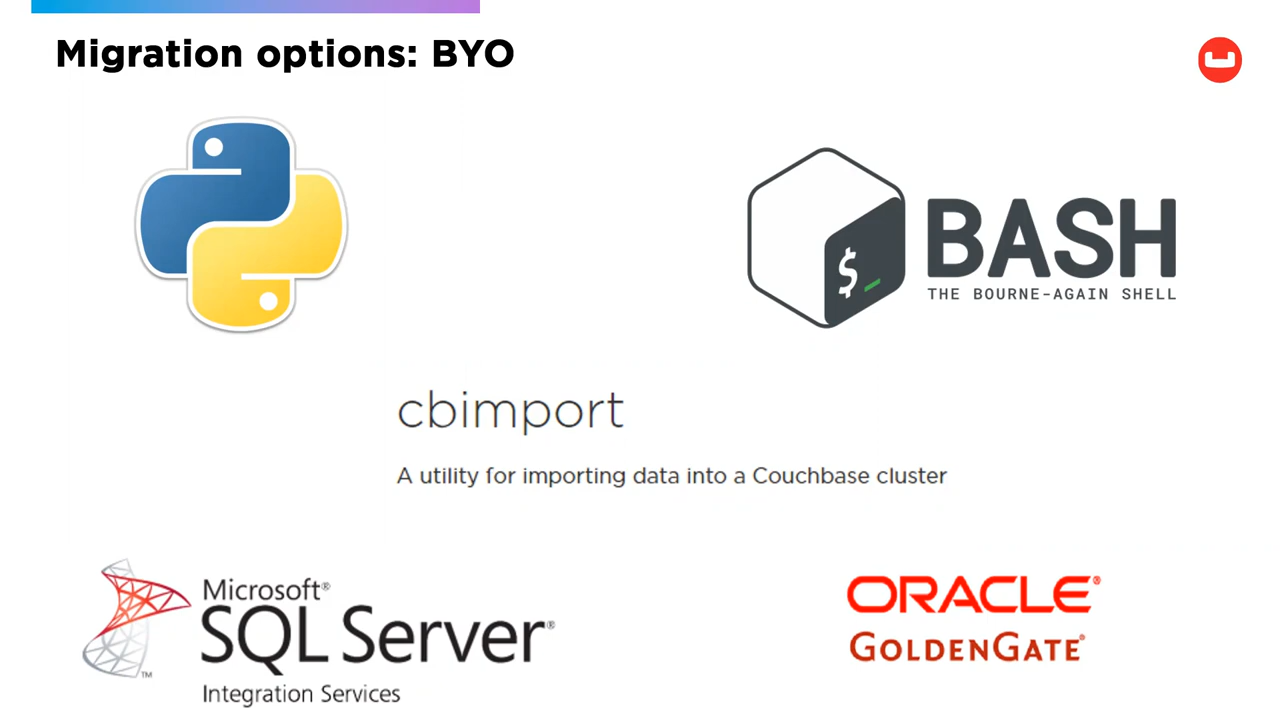 Migration options: BYO
$_
BASH
THE BOURNE-AGAIN SHELL
cbimport
A utility for importing data into a Couchbase cluster
Microsoft®
SQL Server®
TM
Integration Services
ORACLE®
GOLDENGATE®